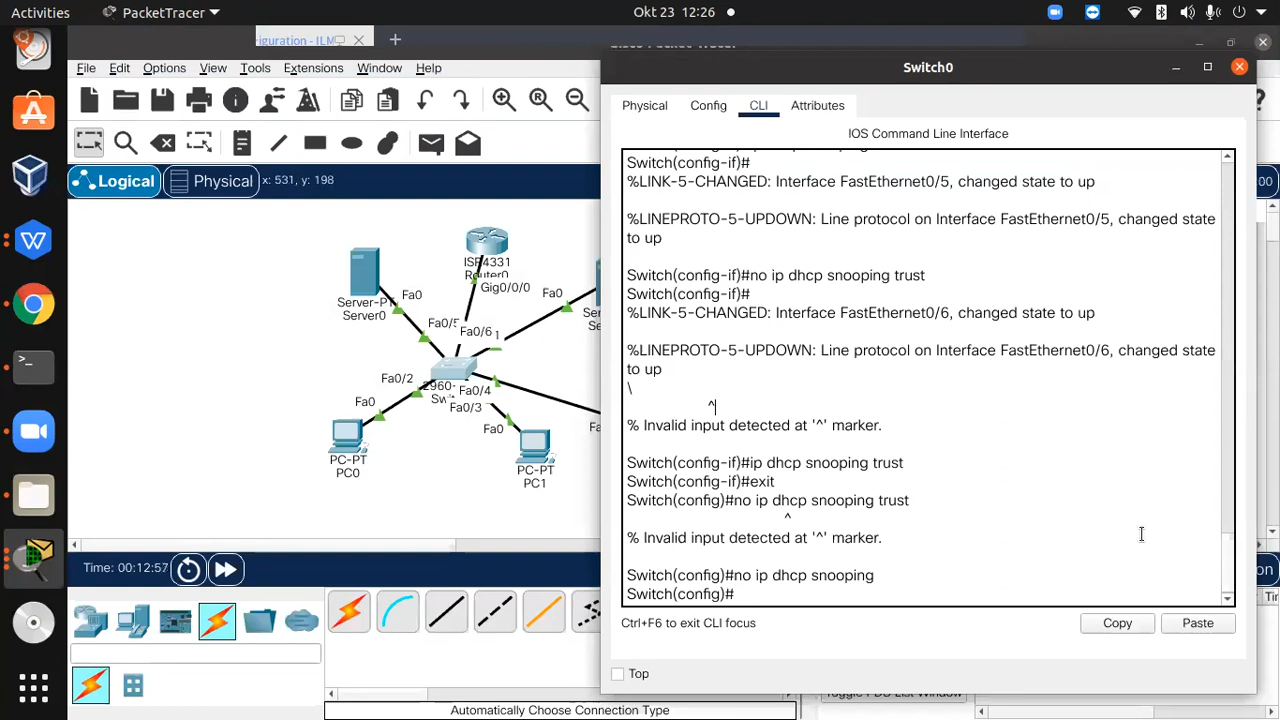 Activities
PacketTracer
Okt 23 12:26
iguration - ILM
File Edit Options View Tools Extensions Window Help
Logical
Physical
x: 531, y: 198
Server-PT
Server0
Fa0
ISR4331
Router0
Gig0/0/0
Fa0
Fa0/5
Fa0/6
1
Fa0/2
2960-
Fa0/4
Fa0/3
Fa0
Fa0
PC-PT
PC0
PC-PT
PC1
Time: 00:12:57
Automatically Choose Connection Type
Switch0
Physical Config CLI Attributes
IOS Command Line Interface
Switch(config-if)#
%LINK-5-CHANGED: Interface FastEthernet0/5, changed state to up
%LINEPROTO-5-UPDOWN: Line protocol on Interface FastEthernet0/5, changed state
to up
Switch(config-if)#no ip dhcp snooping trust
Switch(config-if)#
%LINK-5-CHANGED: Interface FastEthernet0/6, changed state to up
%LINEPROTO-5-UPDOWN: Line protocol on Interface FastEthernet0/6, changed state
to up
\
^
% Invalid input detected at '^' marker.
Switch(config-if)#ip dhcp snooping trust
Switch(config-if)#exit
Switch(config)#no ip dhcp snooping trust
^
% Invalid input detected at '^' marker.
Switch(config)#no ip dhcp snooping
Switch(config)#
Ctrl+F6 to exit CLI focus
Copy
Paste
Top